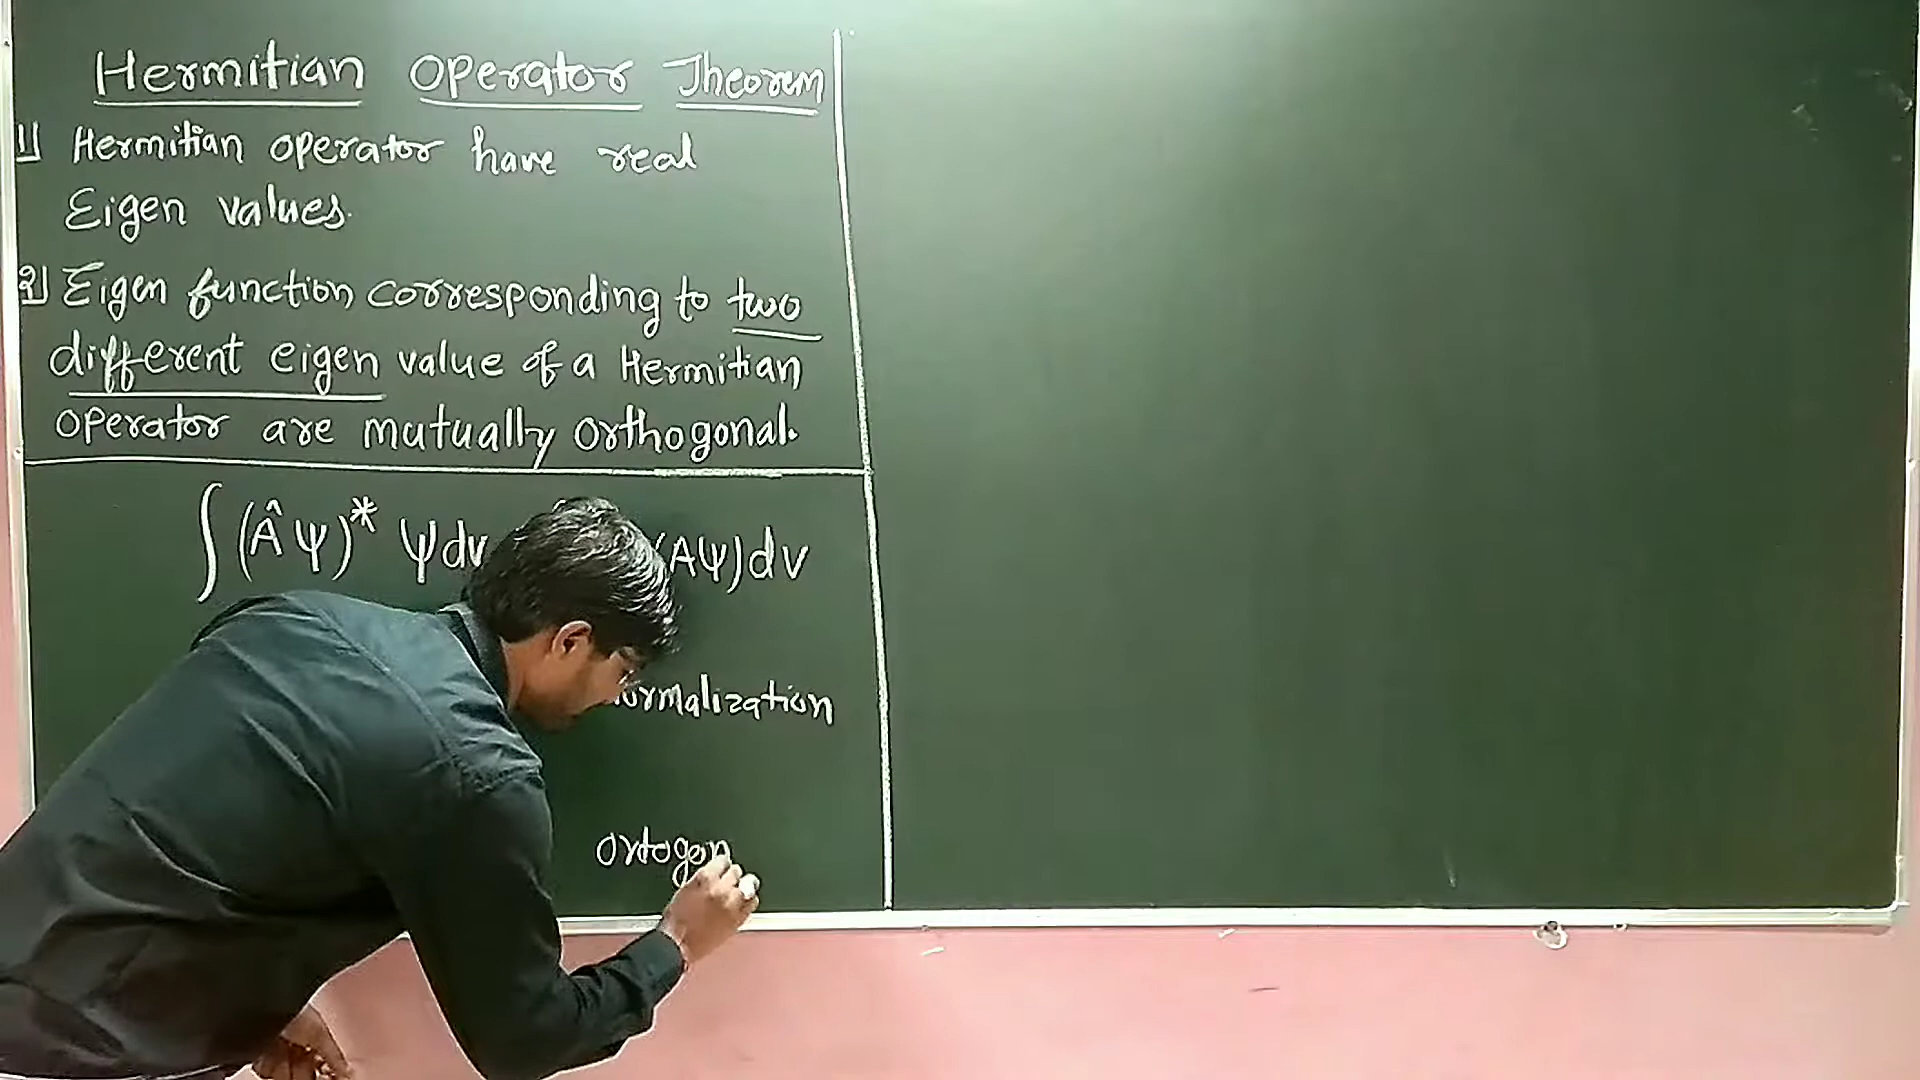 Hermitian Operator Theorem
1] Hermitian operator have real
Eigen values.
2] Eigen function corresponding to two
different eigen value of a Hermitian
operator are mutually orthogonal.
∫(Âψ)* ψdv (Aψ)dv
ormalization
Ortogon